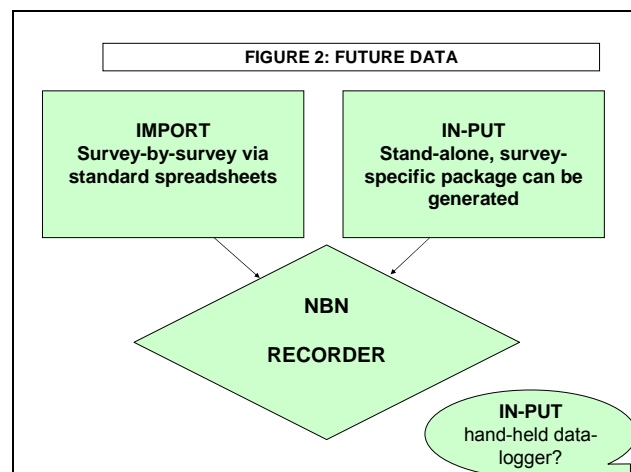 FIGURE 2: FUTURE DATA
IMPORT
Survey-by-survey via
standard spreadsheets
IN-PUT
Stand-alone, survey-
specific package can be
generated
NBN
RECORDER
IN-PUT
hand-held data-
logger?